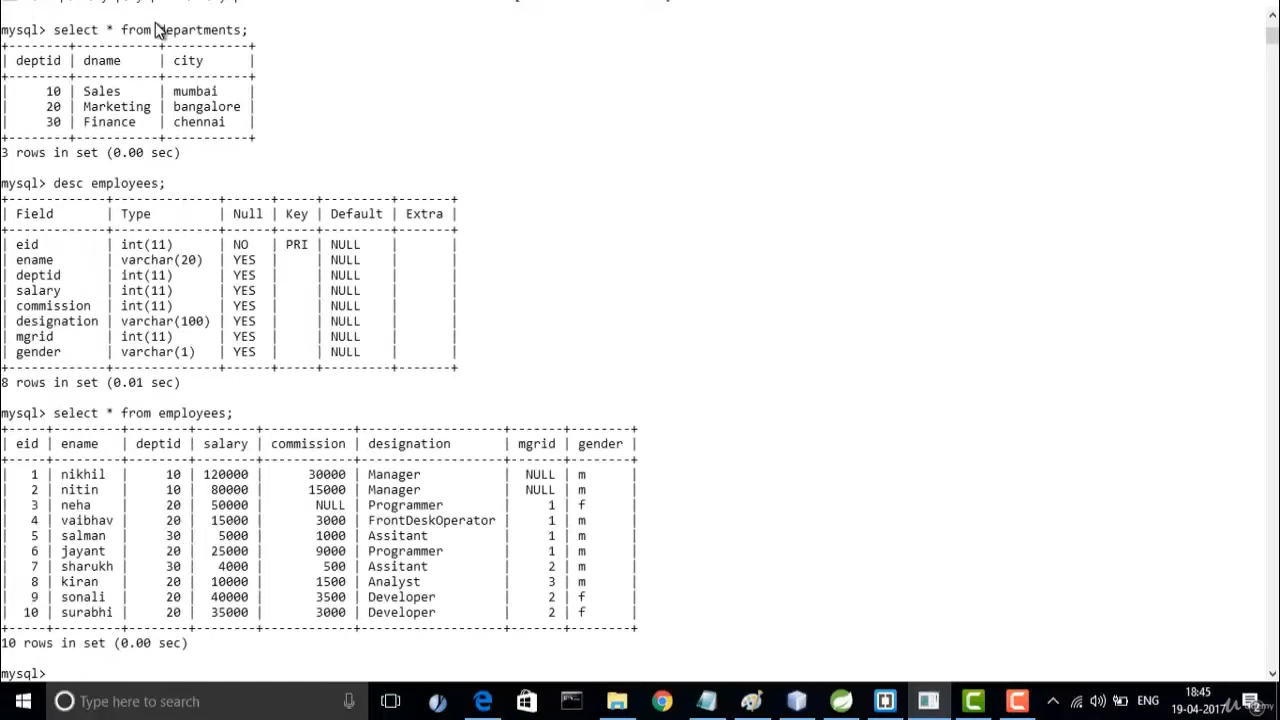 mysql> select * from departments;
+--------+-----------+-----------+
| deptid | dname     | city      |
+--------+-----------+-----------+
|     10 | Sales     | mumbai    |
|     20 | Marketing | bangalore |
|     30 | Finance   | chennai   |
+--------+-----------+-----------+
3 rows in set (0.00 sec)
mysql> desc employees;
+-------------+--------------+------+-----+---------+-------+
| Field       | Type         | Null | Key | Default | Extra |
+-------------+--------------+------+-----+---------+-------+
| eid         | int(11)      | NO   | PRI | NULL    |       |
| ename       | varchar(20)  | YES  |     | NULL    |       |
| deptid      | int(11)      | YES  |     | NULL    |       |
| salary      | int(11)      | YES  |     | NULL    |       |
| commission  | int(11)      | YES  |     | NULL    |       |
| designation | varchar(100) | YES  |     | NULL    |       |
| mgrid       | int(11)      | YES  |     | NULL    |       |
| gender      | varchar(1)   | YES  |     | NULL    |       |
+-------------+--------------+------+-----+---------+-------+
8 rows in set (0.01 sec)
mysql> select * from employees;
+-----+----------+--------+--------+------------+-------------------+-------+--------+
| eid | ename    | deptid | salary | commission | designation       | mgrid | gender |
+-----+----------+--------+--------+------------+-------------------+-------+--------+
|   1 | nikhil   |     10 | 120000 |      30000 | Manager           |  NULL | m      |
|   2 | nitin    |     10 |  80000 |      15000 | Manager           |  NULL | m      |
|   3 | neha     |     20 |  50000 |       NULL | Programmer        |     1 | f      |
|   4 | vaibhav  |     20 |  15000 |       3000 | FrontDeskOperator |     1 | m      |
|   5 | salman   |     30 |   5000 |       1000 | Assitant          |     1 | m      |
|   6 | jayant   |     20 |  25000 |       9000 | Programmer        |     1 | m      |
|   7 | sharukh  |     30 |   4000 |        500 | Assitant          |     2 | m      |
|   8 | kiran    |     20 |  10000 |       1500 | Analyst           |     3 | m      |
|   9 | sonali   |     20 |  40000 |       3500 | Developer         |     2 | f      |
|  10 | surabhi  |     20 |  35000 |       3000 | Developer         |     2 | f      |
+-----+----------+--------+--------+------------+-------------------+-------+--------+
10 rows in set (0.00 sec)
mysql>
Type here to search
ENG
18:45
19-04-2017